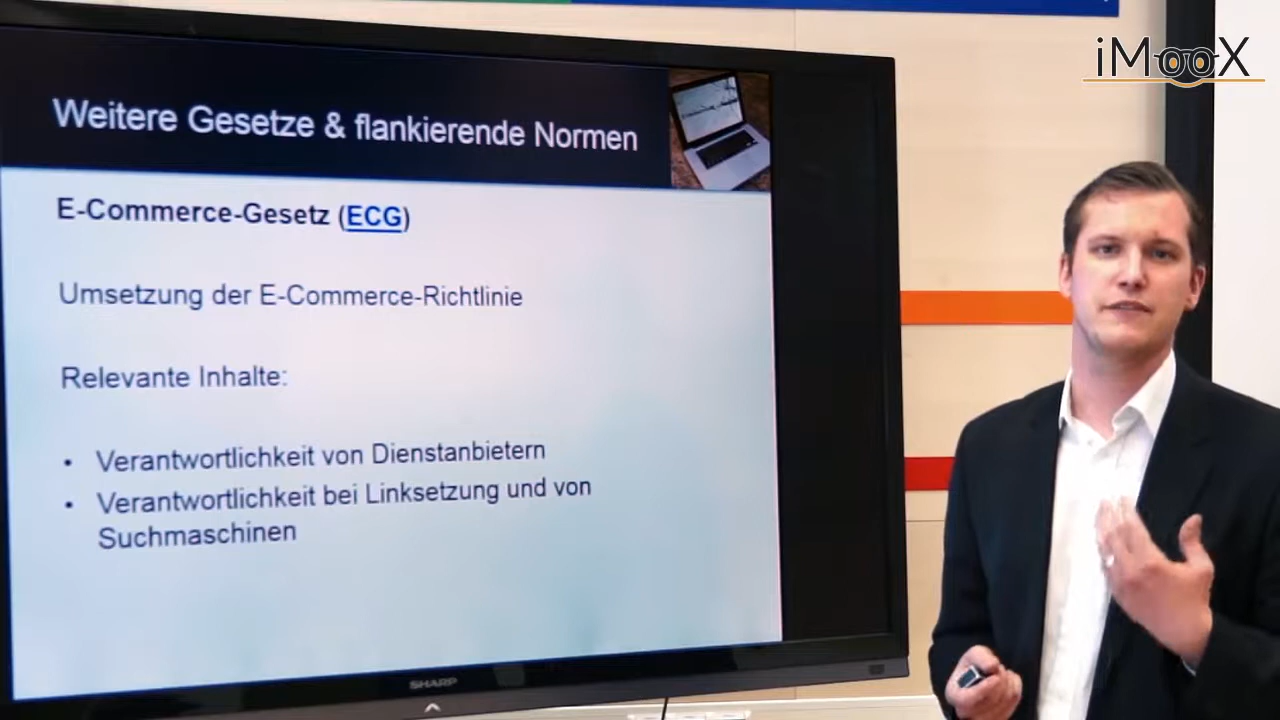 iMooX
Weitere Gesetze & flankierende Normen
E-Commerce-Gesetz (ECG)
Umsetzung der E-Commerce-Richtlinie
Relevante Inhalte:
• Verantwortlichkeit von Dienstanbietern
• Verantwortlichkeit bei Linksetzung und von
Suchmaschinen
SHARP